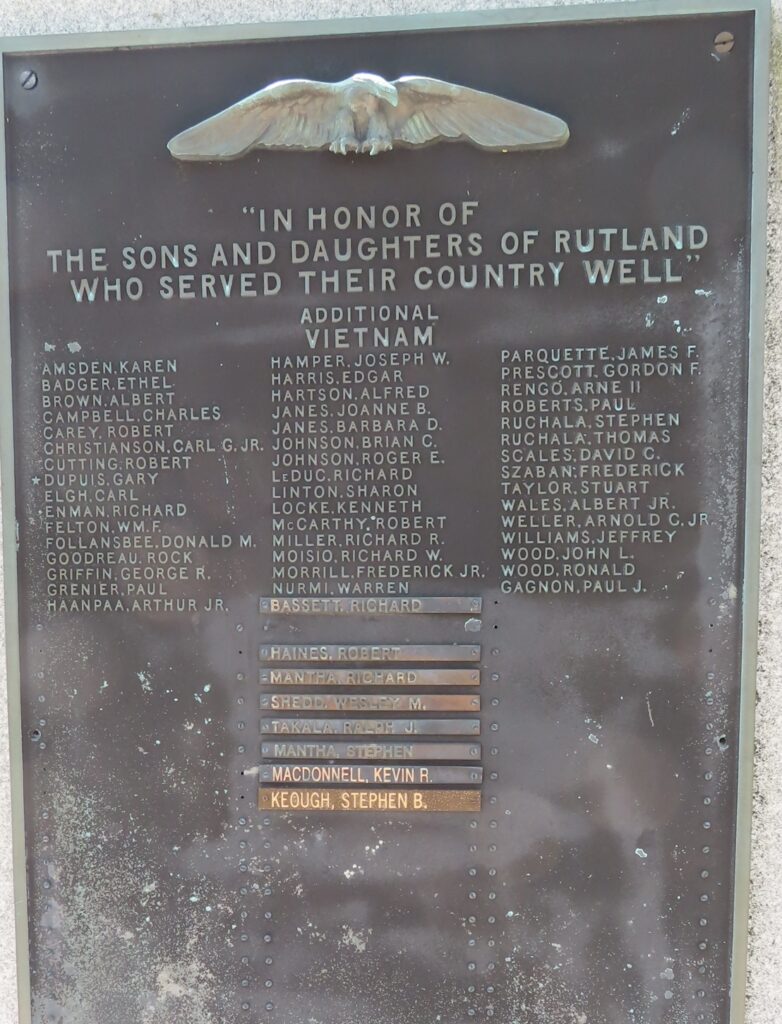 "IN HONOR OF
THE SONS AND DAUGHTERS OF RUTLAND
WHO SERVED THEIR COUNTRY WELL"
ADDITIONAL
VIETNAM
AMSDEN, KAREN
BADGER, ETHEL
BROWN, ALBERT
CAMPBELL, CHARLES
CAREY, ROBERT
CHRISTIANSON, CARL G. JR.
CUTTING, ROBERT
★DUPUIS, GARY
ELGH, CARL
ENMAN, RICHARD
FELTON, WM. F.
FOLLANSBEE, DONALD M.
GOODREAU, ROCK
GRIFFIN, GEORGE R.
GRENIER, PAUL
HAANPAA, ARTHUR JR.
HAMPER, JOSEPH W.
HARRIS, EDGAR
HARTSON, ALFRED
JANES, JOANNE B.
JANES, BARBARA D.
JOHNSON, BRIAN C.
JOHNSON, ROGER E.
LEDUC, RICHARD
LINTON, SHARON
LOCKE, KENNETH
MCCARTHY, ROBERT
MILLER, RICHARD R.
MOISIO, RICHARD W.
MORRILL, FREDERICK JR.
NURMI, WARREN
BASSETT, RICHARD
HAINES, ROBERT
MANTHA, RICHARD
SHEDD, WESLEY M.
TAKALA, RALPH J.
MANTHA, STEPHEN
MACDONNELL, KEVIN R.
KEOUGH, STEPHEN B.
PARQUETTE, JAMES F.
PRESCOTT, GORDON F.
RENGO, ARNE II
ROBERTS, PAUL
RUCHALA, STEPHEN
RUCHALA, THOMAS
SCALES, DAVID C.
SZABAN, FREDERICK
TAYLOR, STUART
WALES, ALBERT JR.
WELLER, ARNOLD C. JR.
WILLIAMS, JEFFREY
WOOD, JOHN L.
WOOD, RONALD
GAGNON, PAUL J.